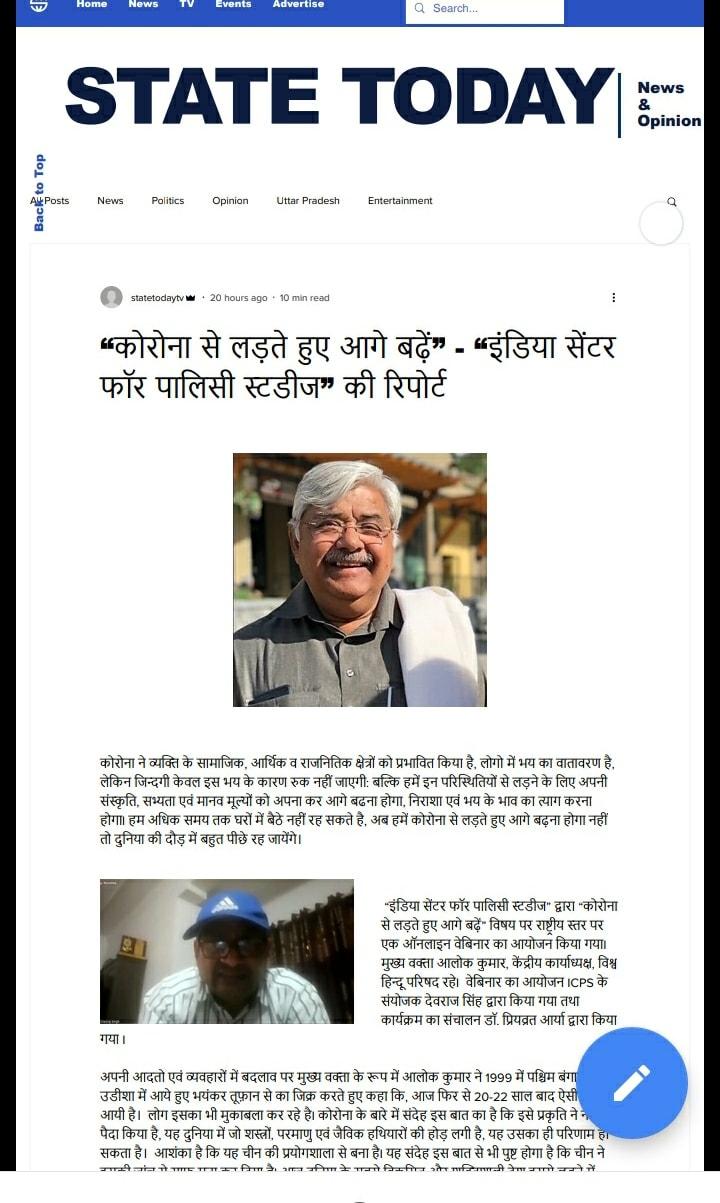 Home News TV Events Advertise
Search...
STATE TODAY
News
&
Opinion
Back to Top
All Posts News Politics Opinion Uttar Pradesh Entertainment
statetodaytv · 20 hours ago · 10 min read
“कोरोना से लड़ते हुए आगे बढ़ें” - “इंडिया सेंटर
फॉर पालिसी स्टडीज” की रिपोर्ट
कोरोना ने व्यक्ति के सामाजिक, आर्थिक व राजनितिक क्षेत्रों को प्रभावित किया है, लोगो में भय का वातावरण है,
लेकिन जिन्दगी केवल इस भय के कारण रुक नहीं जाएगी: बल्कि हमें इन परिस्थितियों से लड़ने के लिए अपनी
संस्कृति, सभ्यता एवं मानव मूल्यों को अपना कर आगे बढना होगा, निराशा एवं भय के भाव का त्याग करना
होगा। हम अधिक समय तक घरों में बैठे नहीं रह सकते है, अब हमें कोरोना से लड़ते हुए आगे बढ़ना होगा नहीं
तो दुनिया की दौड़ में बहुत पीछे रह जायेंगे।
“इंडिया सेंटर फॉर पालिसी स्टडीज” द्वारा “कोरोना
से लड़ते हुए आगे बढ़ें” विषय पर राष्ट्रीय स्तर पर
एक ऑनलाइन वेबिनार का आयोजन किया गया।
मुख्य वक्ता आलोक कुमार, केंद्रीय कार्याध्यक्ष, विश्व
हिन्दू परिषद रहे। वेबिनार का आयोजन ICPS के
संयोजक देवराज सिंह द्वारा किया गया तथा
कार्यक्रम का संचालन डॉ. प्रियव्रत आर्या द्वारा किया
गया ।
अपनी आदतो एवं व्यवहारों में बदलाव पर मुख्य वक्ता के रूप में आलोक कुमार ने 1999 में पश्चिम
उडीशा में आये हुए भयंकर तूफ़ान से का जिक्र करते हुए कहा कि, आज फिर से 20-22 साल बाद ऐसी
आयी है। लोग इसका भी मुकाबला कर रहे है। कोरोना के बारे में संदेह इस बात का है कि इसे प्रकृति ने
पैदा किया है, यह दुनिया में जो शस्त्रों, परमाणु एवं जैविक हथियारों की होड़ लगी है, यह उसका ही परिणाम हो
सकता है। आशंका है कि यह चीन की प्रयोगशाला से बना है। यह संदेह इस बात से भी पुष्ट होगा है कि चीन ने